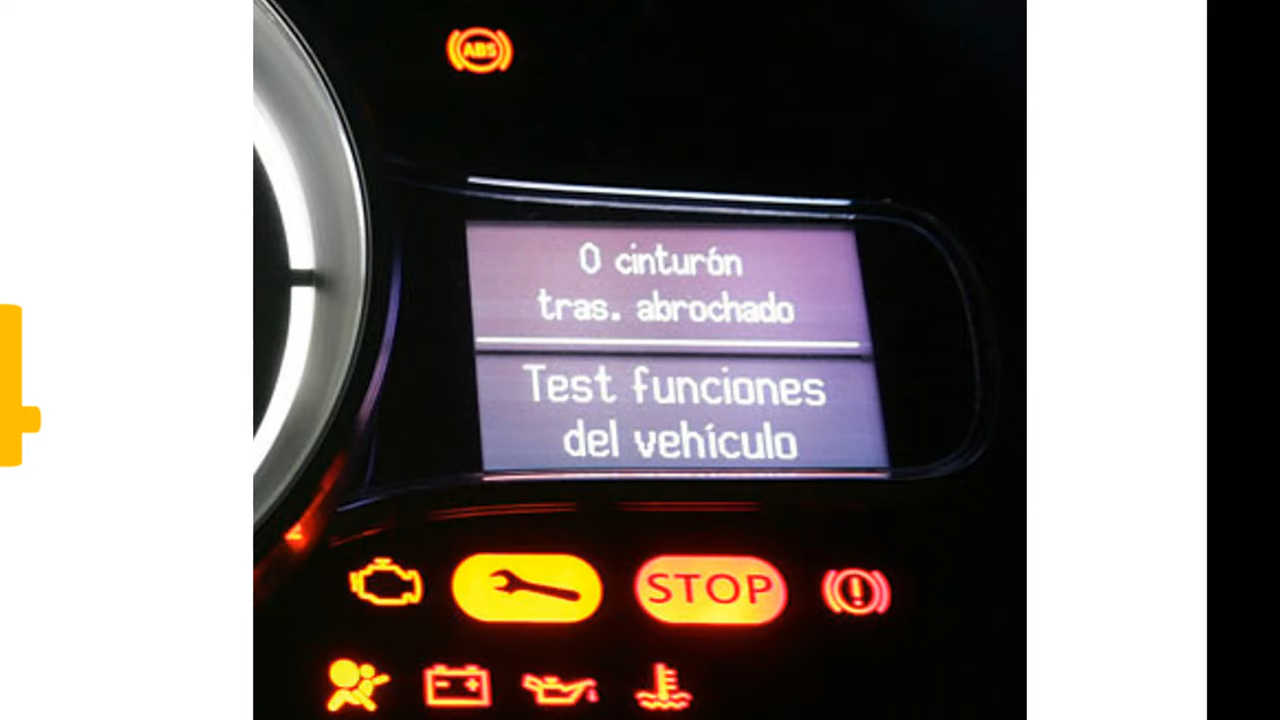 ABS
0 cinturón
tras. abrochado
Test funciones
del vehículo
STOP